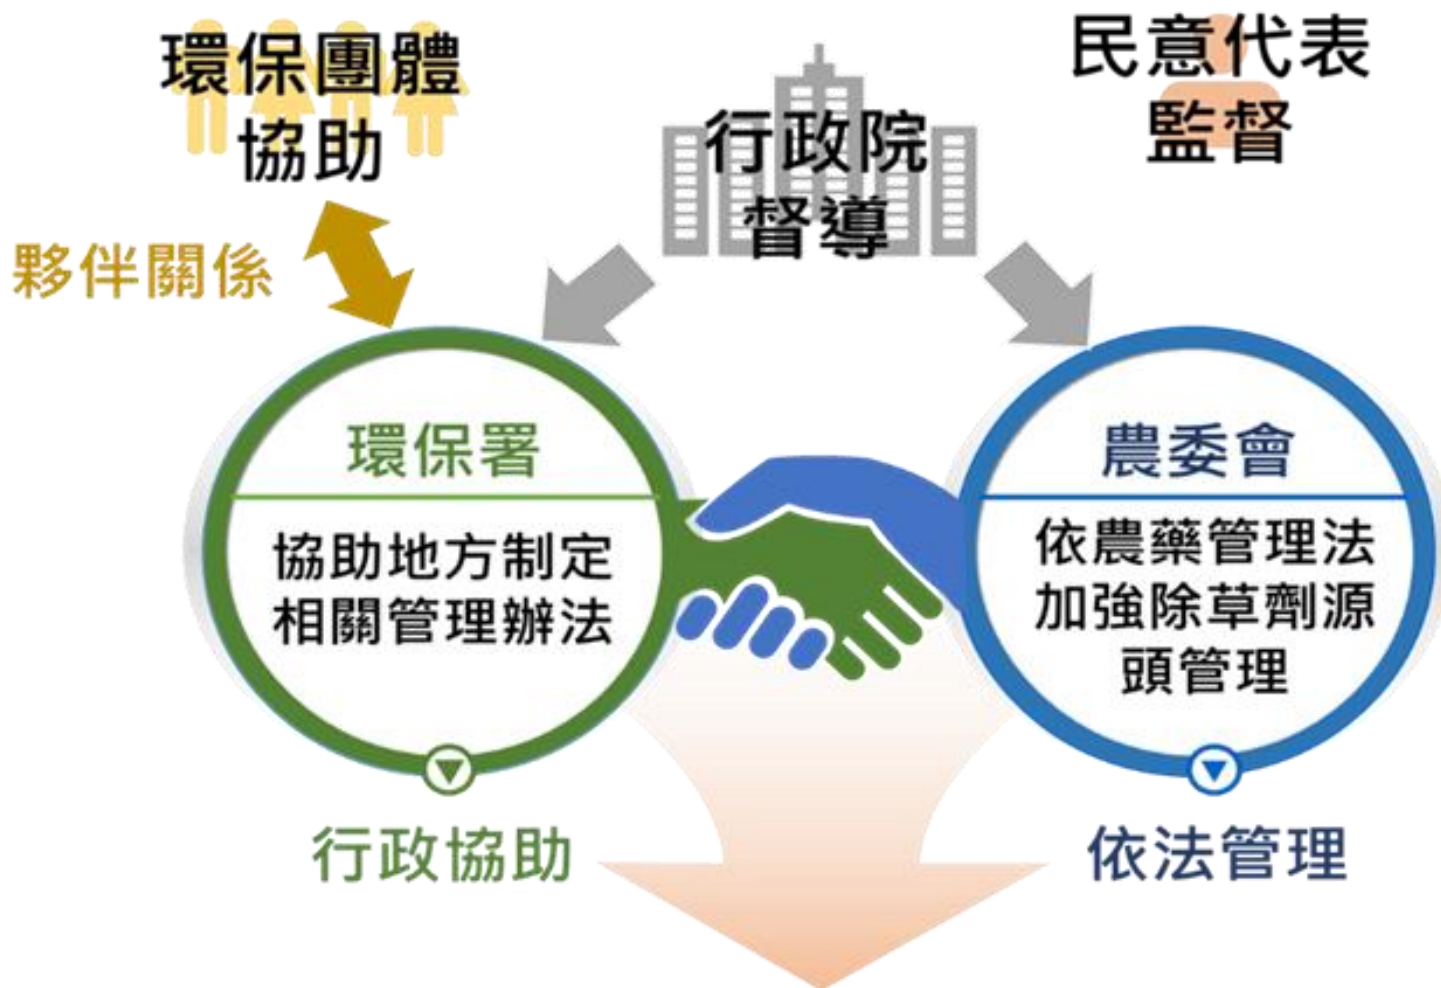 環保團體
協助
行政院
督導
民意代表
監督
夥伴關係
環保署
協助地方制定
相關管理辦法
農委會
依農藥管理法
加強除草劑源
頭管理
行政協助
依法管理